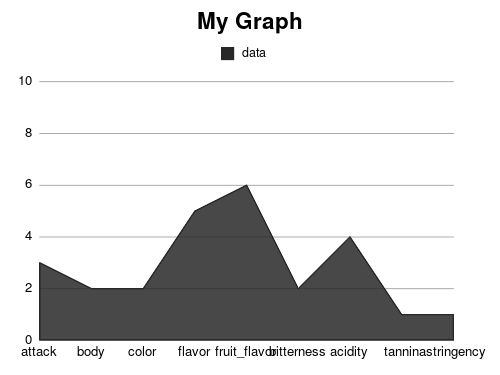 My Graph
data
10
8
6
4
2
0
attack body color flavor fruit_flavor bitterness acidity tannin astringency